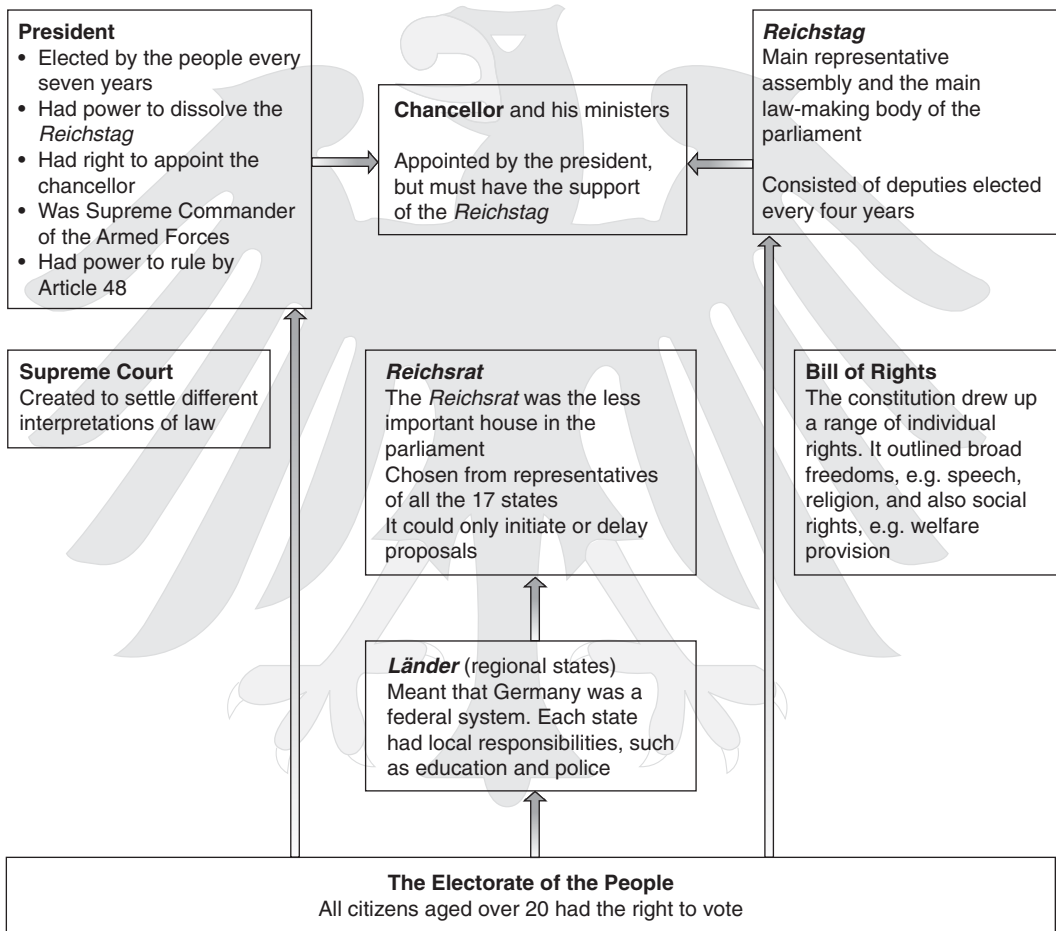 President
• Elected by the people every
seven years
• Had power to dissolve the
Reichstag
• Had right to appoint the
chancellor
• Was Supreme Commander
of the Armed Forces
• Had power to rule by
Article 48
Chancellor and his ministers
Appointed by the president,
but must have the support
of the Reichstag
Reichstag
Main representative
assembly and the main
law-making body of the
parliament
Consisted of deputies elected
every four years
Supreme Court
Created to settle different
interpretations of law
Reichsrat
The Reichsrat was the less
important house in the
parliament
Chosen from representatives
of all the 17 states
It could only initiate or delay
proposals
Bill of Rights
The constitution drew up
a range of individual
rights. It outlined broad
freedoms, e.g. speech,
religion, and also social
rights, e.g. welfare
provision
Länder (regional states)
Meant that Germany was a
federal system. Each state
had local responsibilities, such
as education and police
The Electorate of the People
All citizens aged over 20 had the right to vote